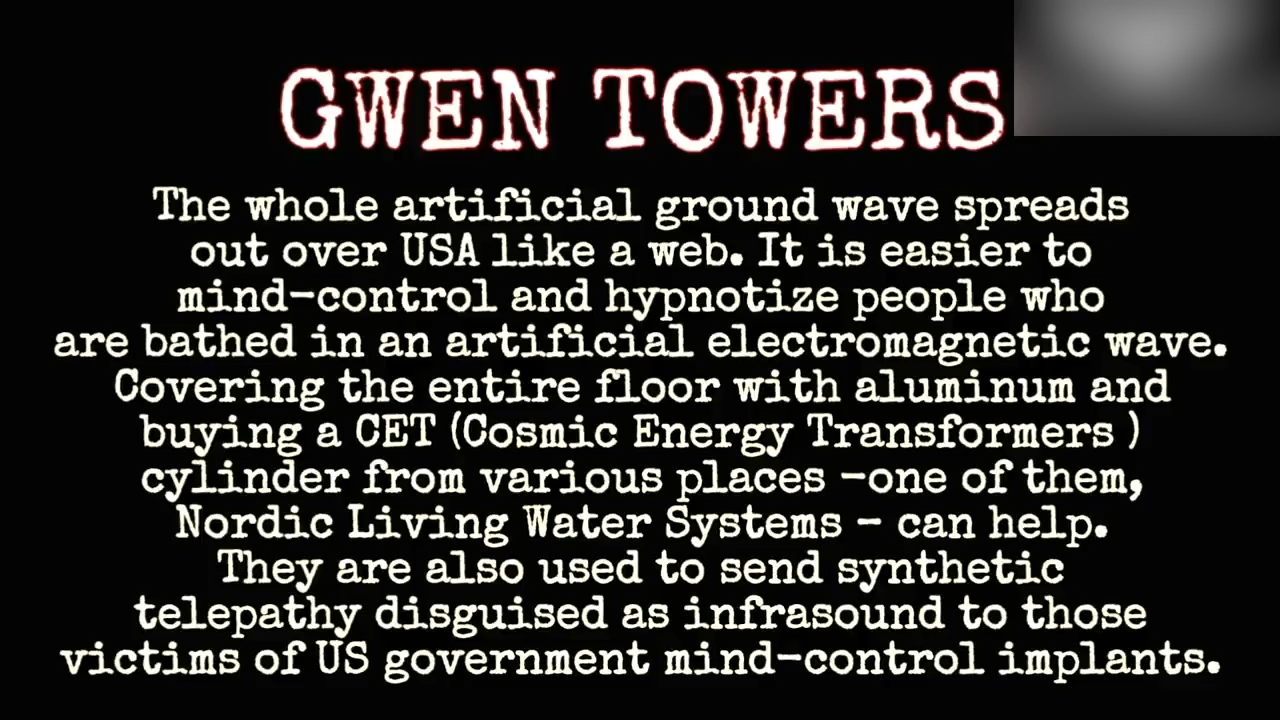 GWEN TOWERS
The whole artificial ground wave spreads
out over USA like a web. It is easier to
mind-control and hypnotize people who
are bathed in an artificial electromagnetic wave.
Covering the entire floor with aluminum and
buying a CET (Cosmic Energy Transformers )
cylinder from various places -one of them,
Nordic Living Water Systems - can help.
They are also used to send synthetic
telepathy disguised as infrasound to those
victims of US government mind-control implants.